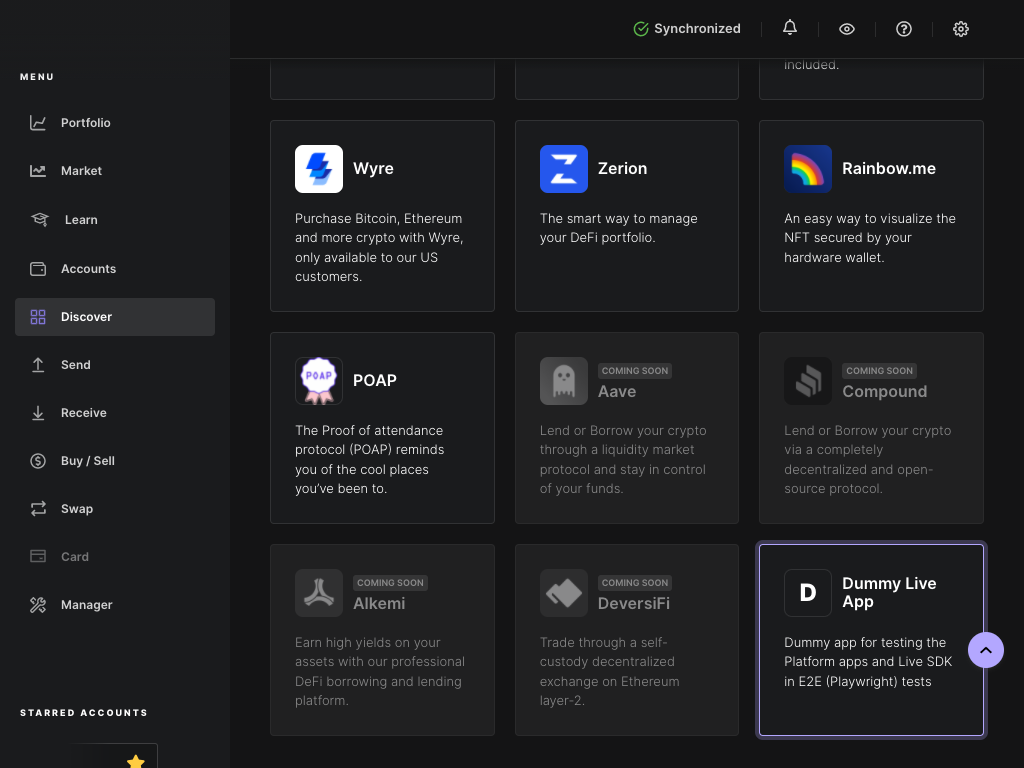 Synchronized
MENU
Portfolio
Market
Learn
Accounts
Discover
Send
Receive
Buy / Sell
Swap
Card
Manager
STARRED ACCOUNTS
included.
Wyre
Purchase Bitcoin, Ethereum
and more crypto with Wyre,
only available to our US
customers.
Zerion
The smart way to manage
your DeFi portfolio.
Rainbow.me
An easy way to visualize the
NFT secured by your
hardware wallet.
POAP
POAP
The Proof of attendance
protocol (POAP) reminds
you of the cool places
you've been to.
COMING SOON
Aave
Lend or Borrow your crypto
through a liquidity market
protocol and stay in control
of your funds.
COMING SOON
Compound
Lend or Borrow your crypto
via a completely
decentralized and open-
source protocol.
COMING SOON
Alkemi
Earn high yields on your
assets with our professional
DeFi borrowing and lending
platform.
COMING SOON
DeversiFi
Trade through a self-
custody decentralized
exchange on Ethereum
layer-2.
D
Dummy Live
App
Dummy app for testing the
Platform apps and Live SDK
in E2E (Playwright) tests